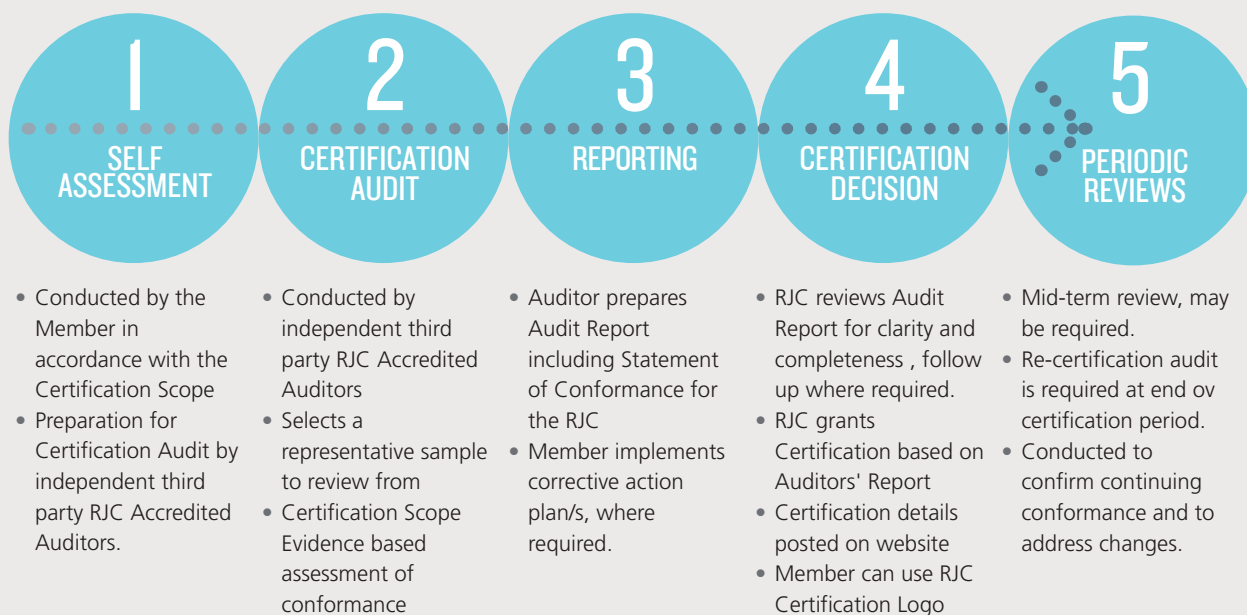 1
SELF
ASSESSMENT
• Conducted by the
Member in
accordance with the
Certification Scope
• Preparation for
Certification Audit by
independent third
party RJC Accredited
Auditors.
2
CERTIFICATION
AUDIT
• Conducted by
independent third
party RJC Accredited
Auditors
• Selects a
representative sample
to review from
• Certification Scope
Evidence based
assessment of
conformance
3
REPORTING
• Auditor prepares
Audit Report
including Statement
of Conformance for
the RJC
• Member implements
corrective action
plan/s, where
required.
4
CERTIFICATION
DECISION
• RJC reviews Audit
Report for clarity and
completeness , follow
up where required.
• RJC grants
Certification based on
Auditors' Report
• Certification details
posted on website
• Member can use RJC
Certification Logo
5
PERIODIC
REVIEWS
• Mid-term review, may
be required.
• Re-certification audit
is required at end ov
certification period.
• Conducted to
confirm continuing
conformance and to
address changes.